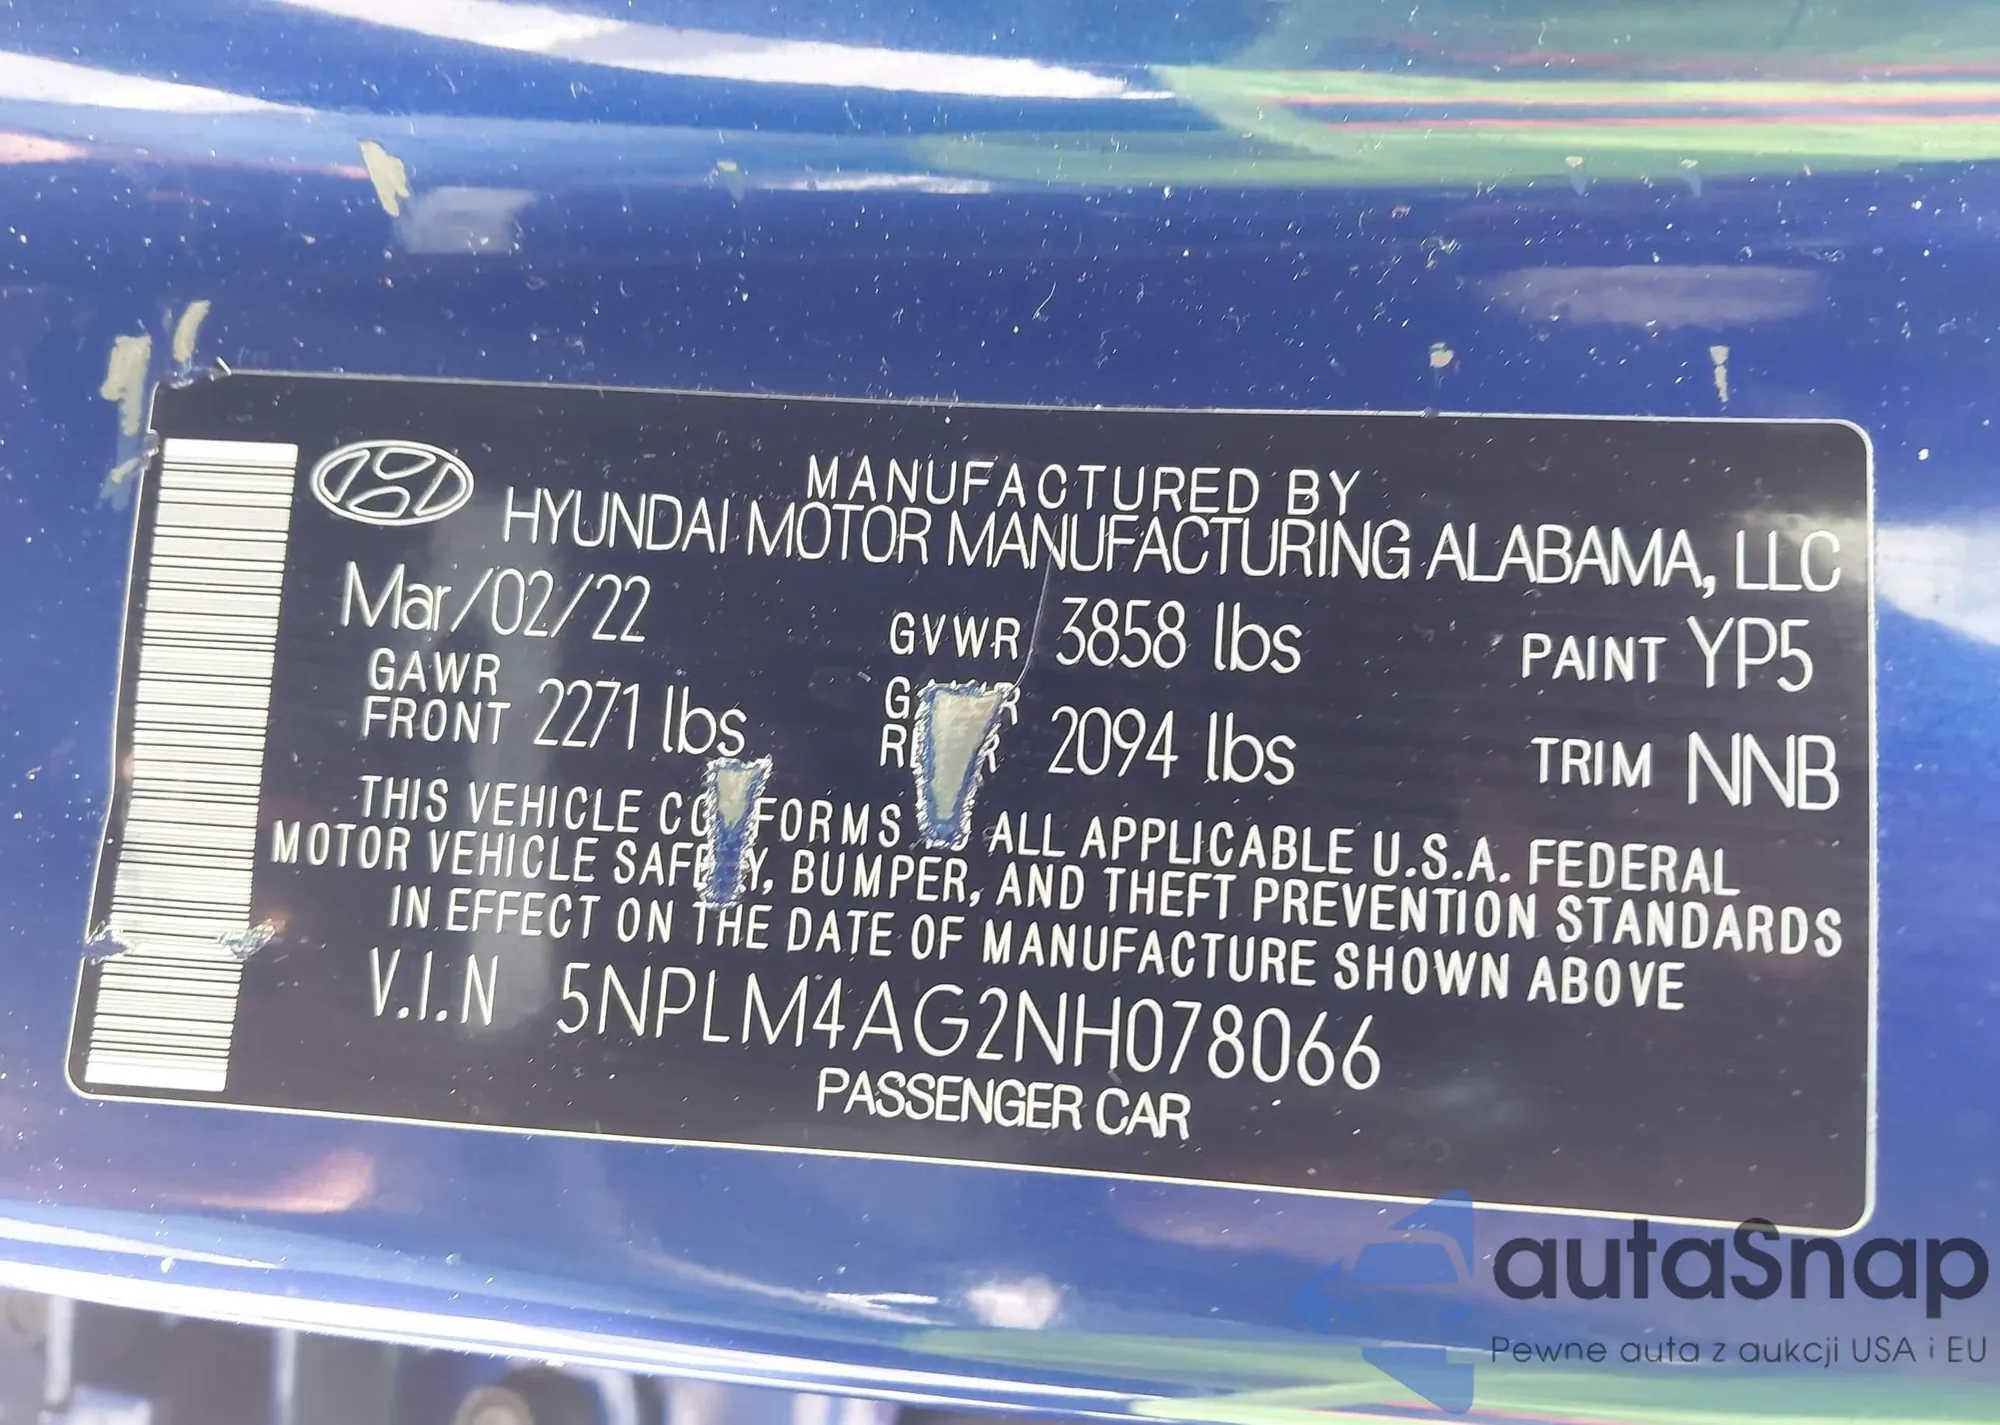 MANUFACTURED BY
HYUNDAI MOTOR MANUFACTURING ALABAMA, LLC
Mar/02/22 GVWR 3858 lbs PAINT YP5
GAWR FRONT 2271 lbs 2094 lbs TRIM NNB
THIS VEHICLE CONFORMS ALL APPLICABLE U.S.A. FEDERAL
MOTOR VEHICLE SAFETY, BUMPER, AND THEFT PREVENTION STANDARDS
IN EFFECT ON THE DATE OF MANUFACTURE SHOWN ABOVE
V.I.N 5NPLM4AG2NH078066
PASSENGER CAR
autaSnap
Pewne auta z aukcji USA i EU